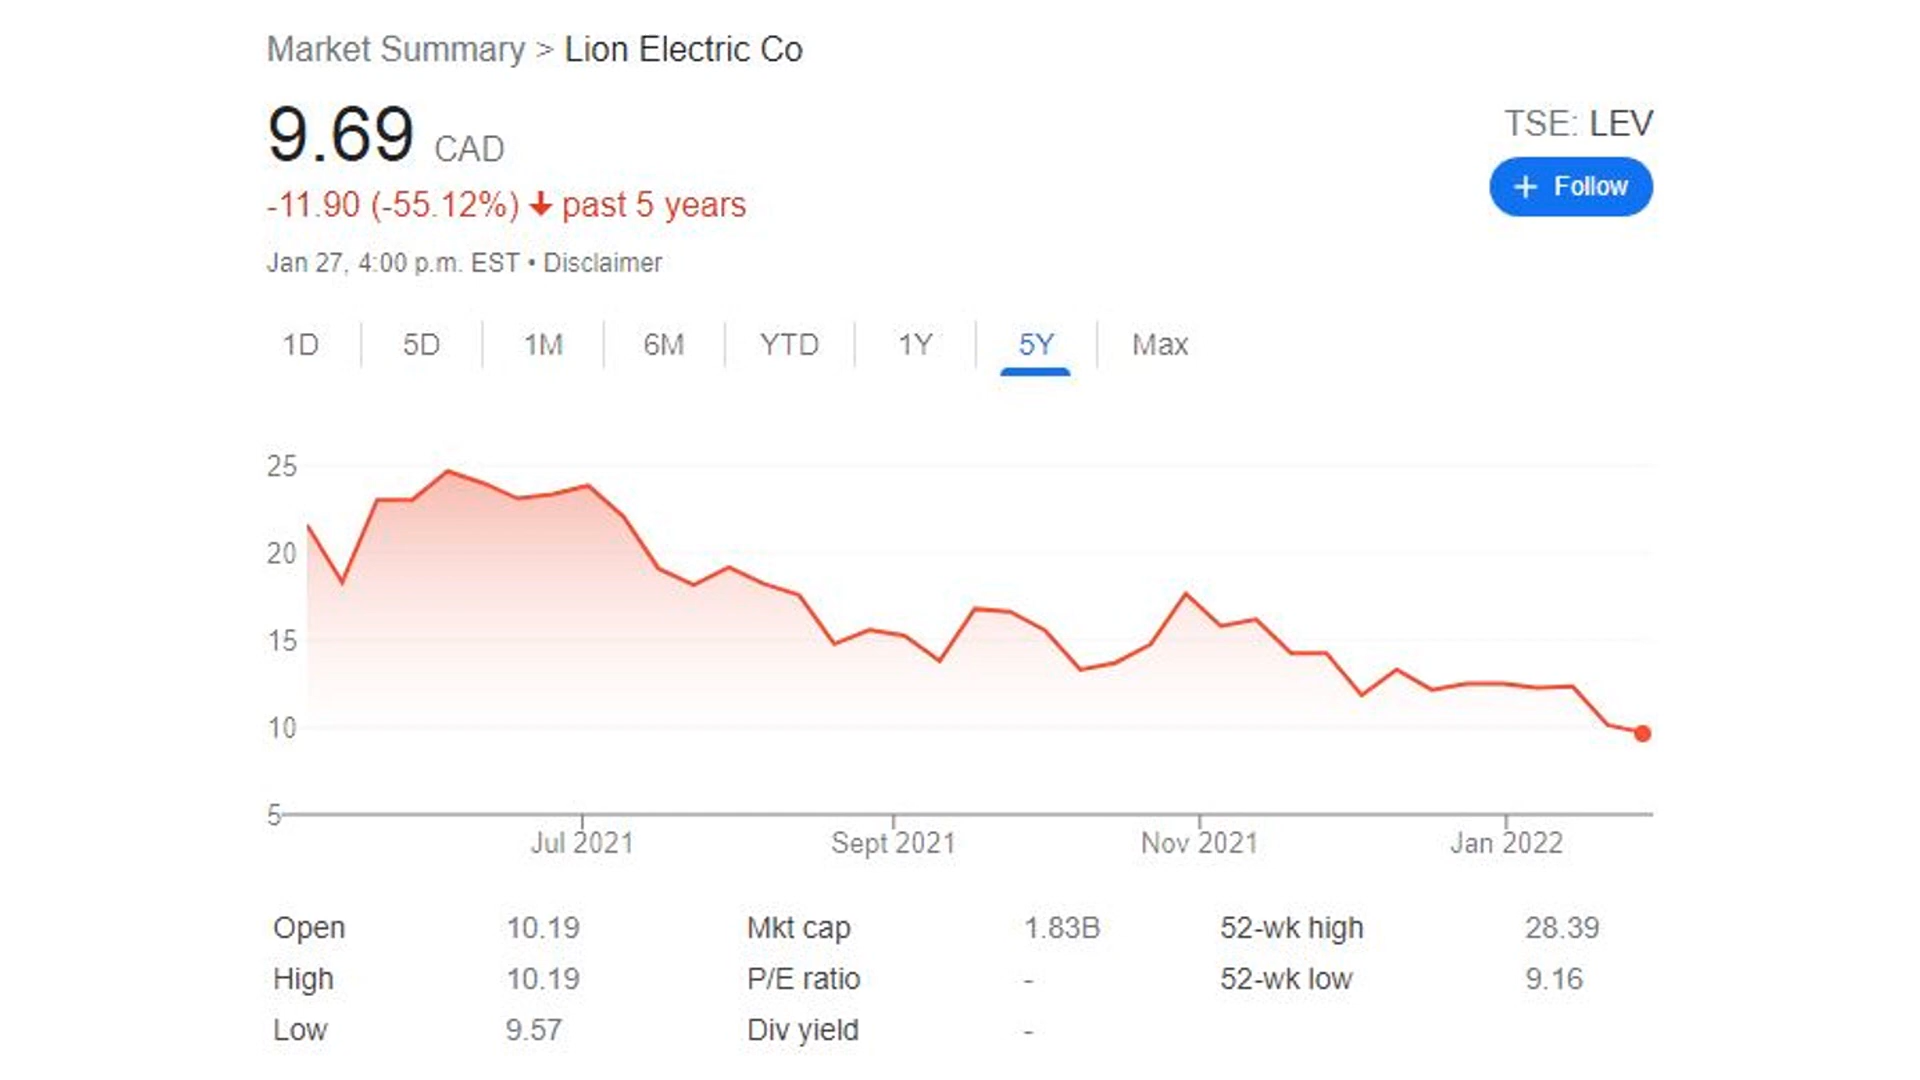 Market Summary > Lion Electric Co
9.69 CAD
TSE: LEV
-11.90 (-55.12%) ↓ past 5 years
+ Follow
Jan 27, 4:00 p.m. EST • Disclaimer
1D 5D 1M 6M YTD 1Y 5Y Max
25
20
15
10
5
Jul 2021 Sept 2021 Nov 2021 Jan 2022
Open 10.19 Mkt cap 1.83B 52-wk high 28.39
High 10.19 P/E ratio - 52-wk low 9.16
Low 9.57 Div yield -